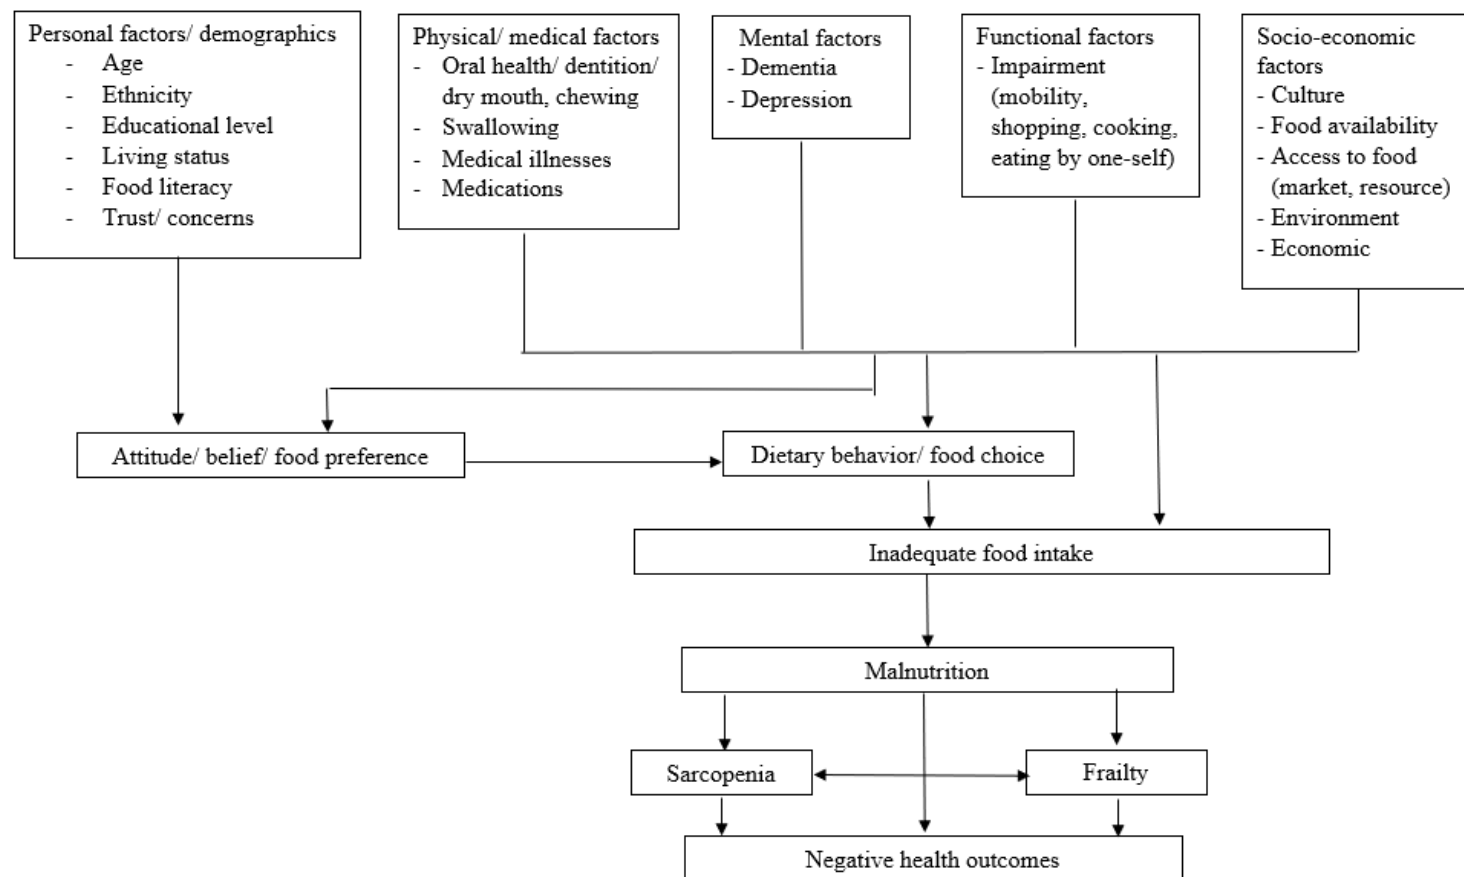 Personal factors/ demographics
- Age
- Ethnicity
- Educational level
- Living status
- Food literacy
- Trust/ concerns
Physical/ medical factors
- Oral health/ dentition/
dry mouth, chewing
- Swallowing
- Medical illnesses
- Medications
Mental factors
- Dementia
- Depression
Functional factors
- Impairment
(mobility,
shopping, cooking,
eating by one-self)
Socio-economic
factors
- Culture
- Food availability
- Access to food
(market, resource)
- Environment
- Economic
Attitude/ belief/ food preference
Dietary behavior/ food choice
Inadequate food intake
Malnutrition
Sarcopenia
Frailty
Negative health outcomes